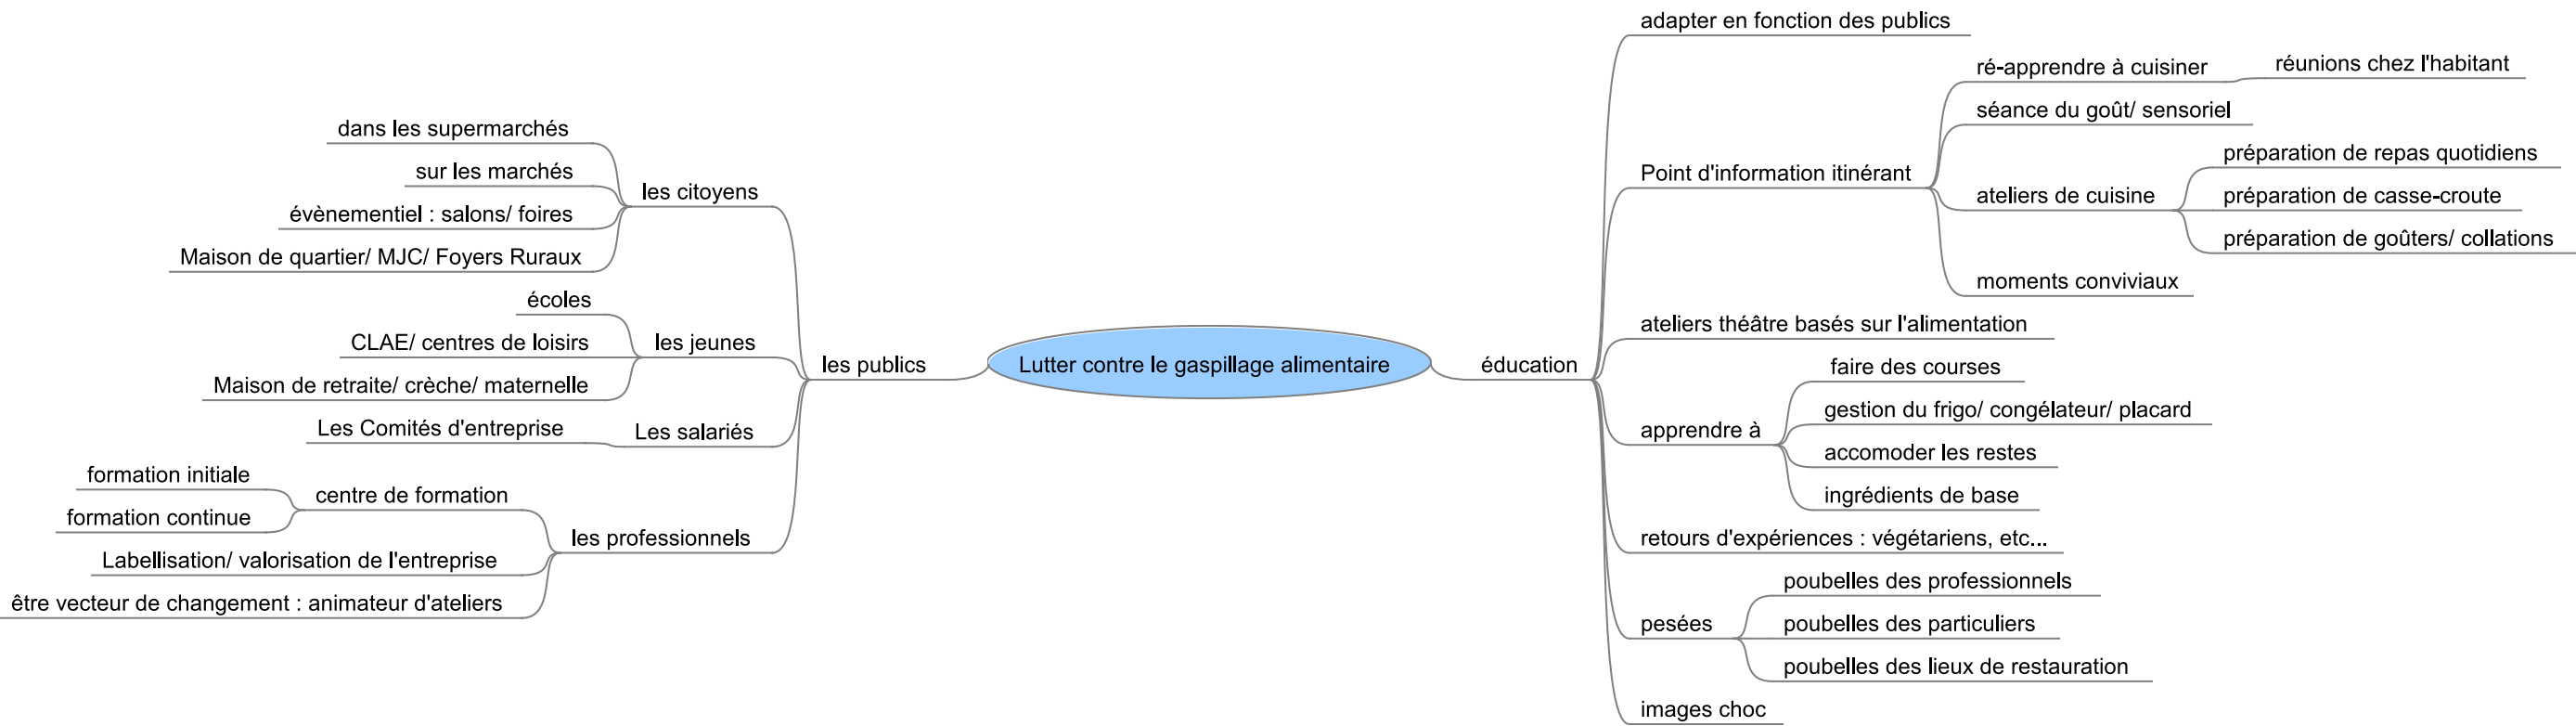 Lutter contre le gaspillage alimentaire
les publics
les citoyens
dans les supermarchés
sur les marchés
évènementiel : salons/ foires
Maison de quartier/ MJC/ Foyers Ruraux
les jeunes
écoles
CLAE/ centres de loisirs
Maison de retraite/ crèche/ maternelle
Les salariés
Les Comités d'entreprise
les professionnels
centre de formation
formation initiale
formation continue
Labellisation/ valorisation de l'entreprise
être vecteur de changement : animateur d'ateliers
éducation
adapter en fonction des publics
Point d'information itinérant
ré-apprendre à cuisiner
réunions chez l'habitant
séance du goût/ sensoriel
ateliers de cuisine
préparation de repas quotidiens
préparation de casse-croute
préparation de goûters/ collations
moments conviviaux
ateliers théâtre basés sur l'alimentation
apprendre à
faire des courses
gestion du frigo/ congélateur/ placard
accomoder les restes
ingrédients de base
retours d'expériences : végétariens, etc...
pesées
poubelles des professionnels
poubelles des particuliers
poubelles des lieux de restauration
images choc